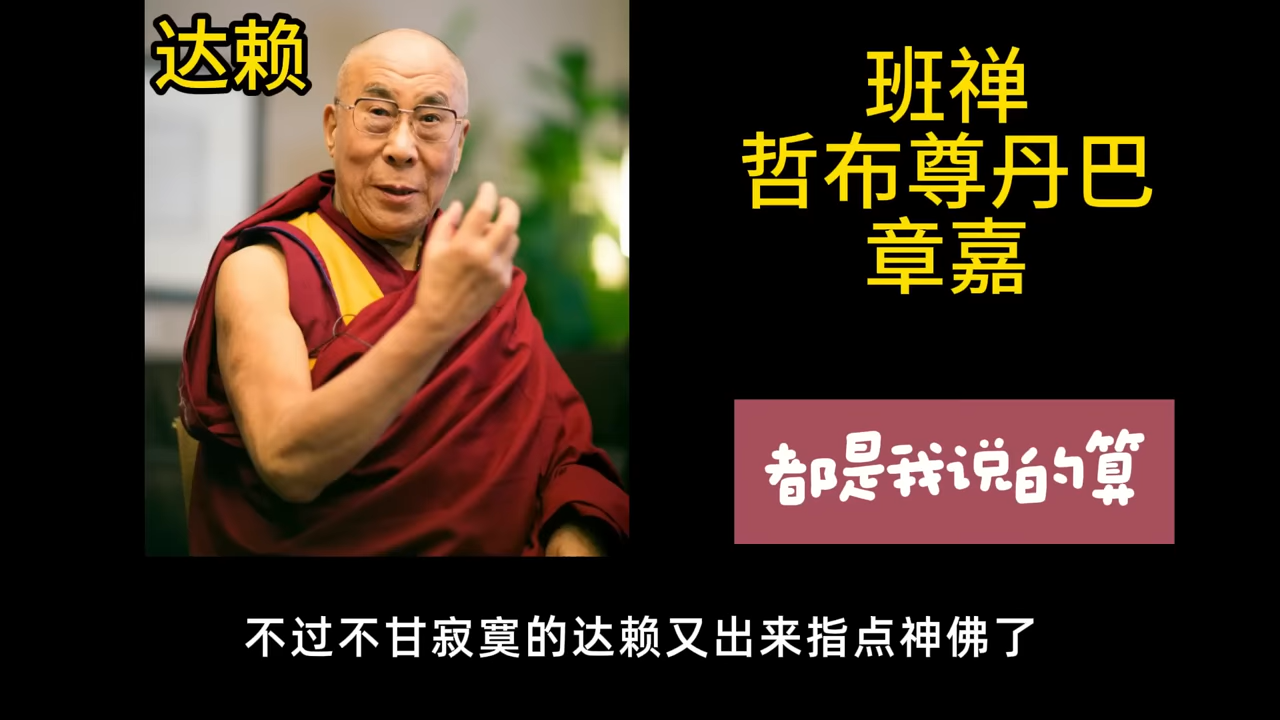 达赖
班禅
哲布尊丹巴
章嘉
都是我说的算
不过不甘寂寞的达赖又出来指点神佛了